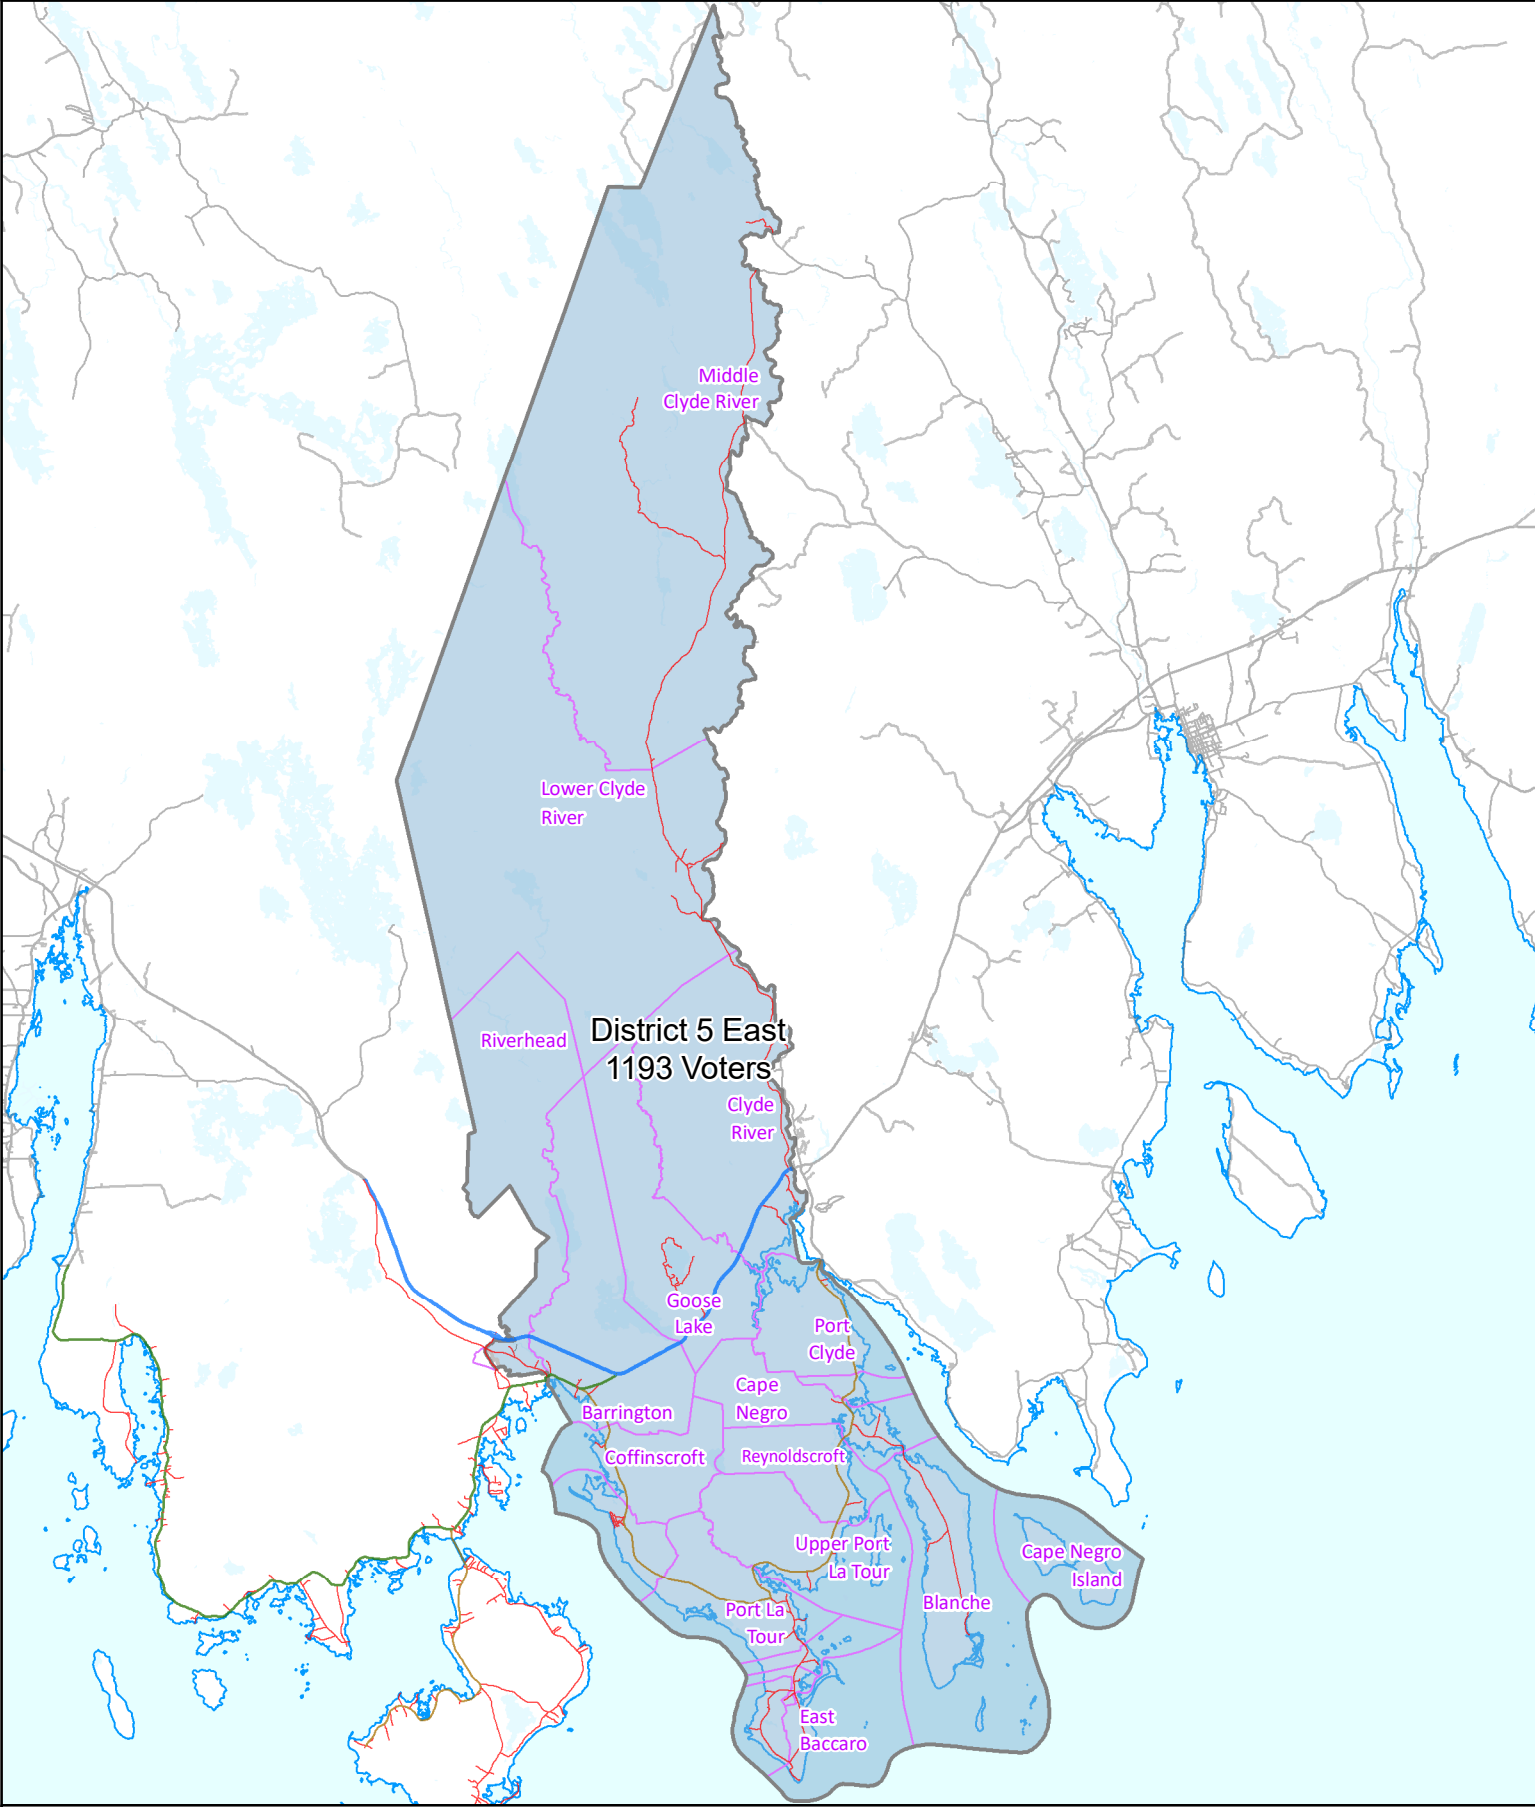 Middle
Clyde River
Lower Clyde
River
Riverhead
District 5 East
1193 Voters
Clyde
River
Goose
Lake
Port
Clyde
Cape
Negro
Barrington
Coffinscroft
Reynoldscroft
Upper Port
La Tour
Cape Negro
Island
Blanche
Port La
Tour
East
Baccaro